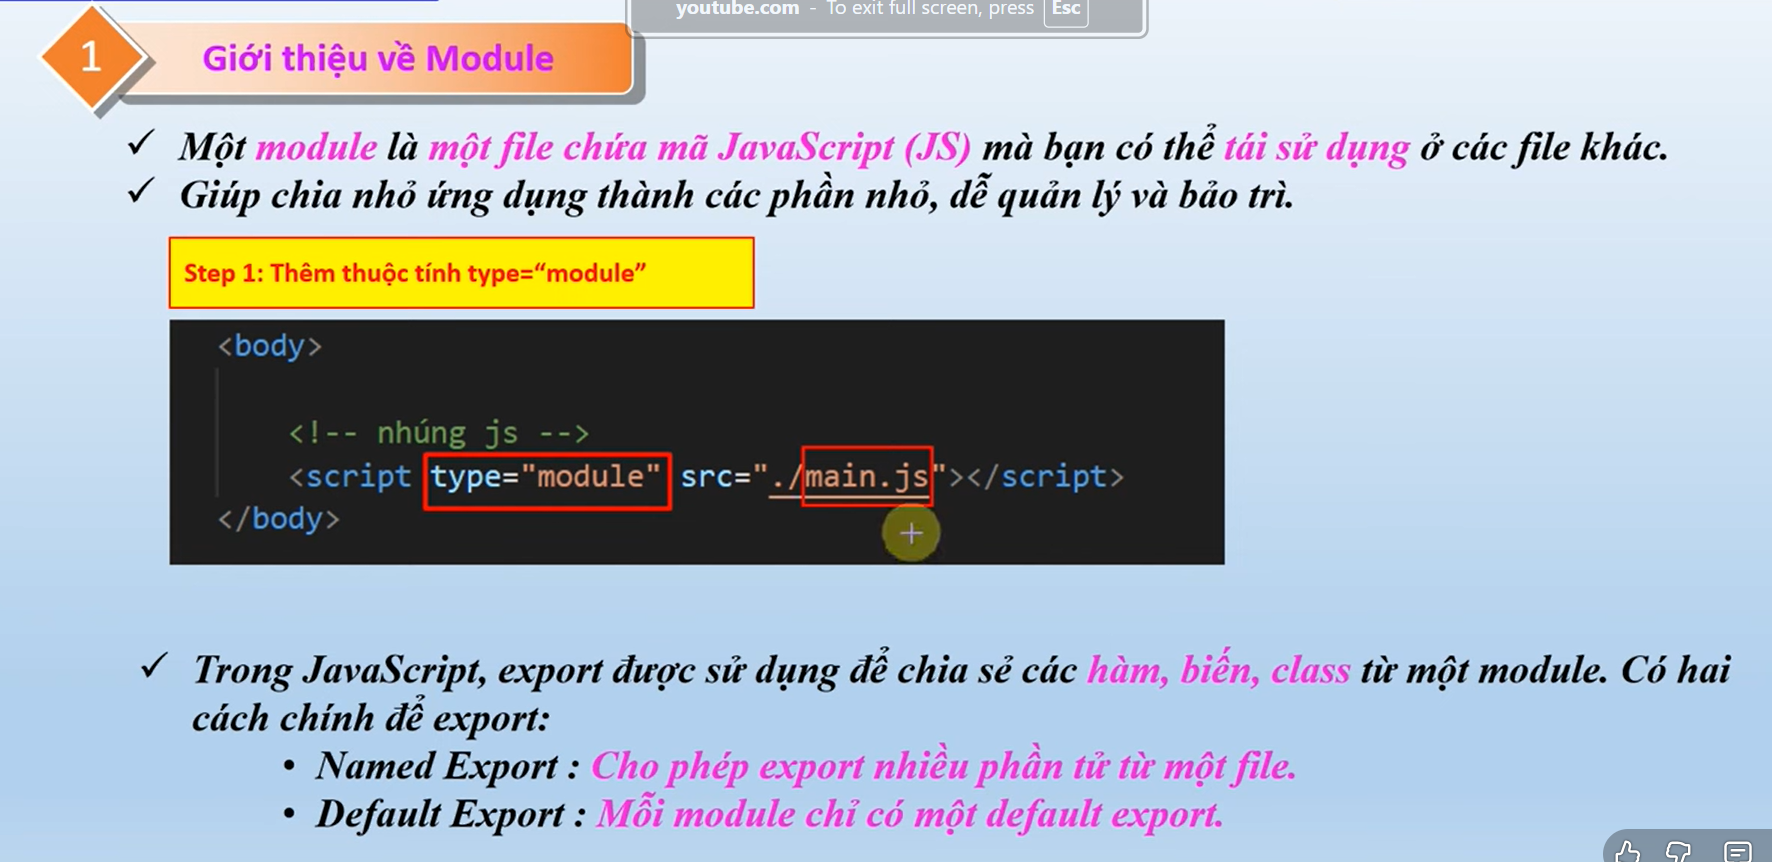 youtube.com - To exit full screen, press Esc
1
Giới thiệu về Module
✓ Một module là một file chứa mã JavaScript (JS) mà bạn có thể tái sử dụng ở các file khác.
✓ Giúp chia nhỏ ứng dụng thành các phần nhỏ, dễ quản lý và bảo trì.
Step 1: Thêm thuộc tính type=“module”
<body>
<!-- nhúng js -->
<script type="module" src="./main.js"></script>
</body>
✓ Trong JavaScript, export được sử dụng để chia sẻ các hàm, biến, class từ một module. Có hai
cách chính để export:
• Named Export : Cho phép export nhiều phần tử từ một file.
• Default Export : Mỗi module chỉ có một default export.